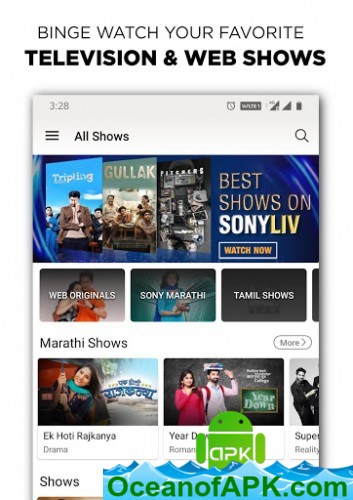 BINGE WATCH YOUR FAVORITE
TELEVISION & WEB SHOWS
3:28
All Shows
Tripling
GULLAK
PITCHERS
BEST
SHOWS ON
SONYLIV
WATCH NOW
WEB ORIGINALS
SONY MARATHI
TAMIL SHOWS
Marathi Shows
More
Year
Down
Ek Hoti Rajkanya
Drama
Year Dow
Roman
Super
Reality
apk
Shows
OceanofAPK.com